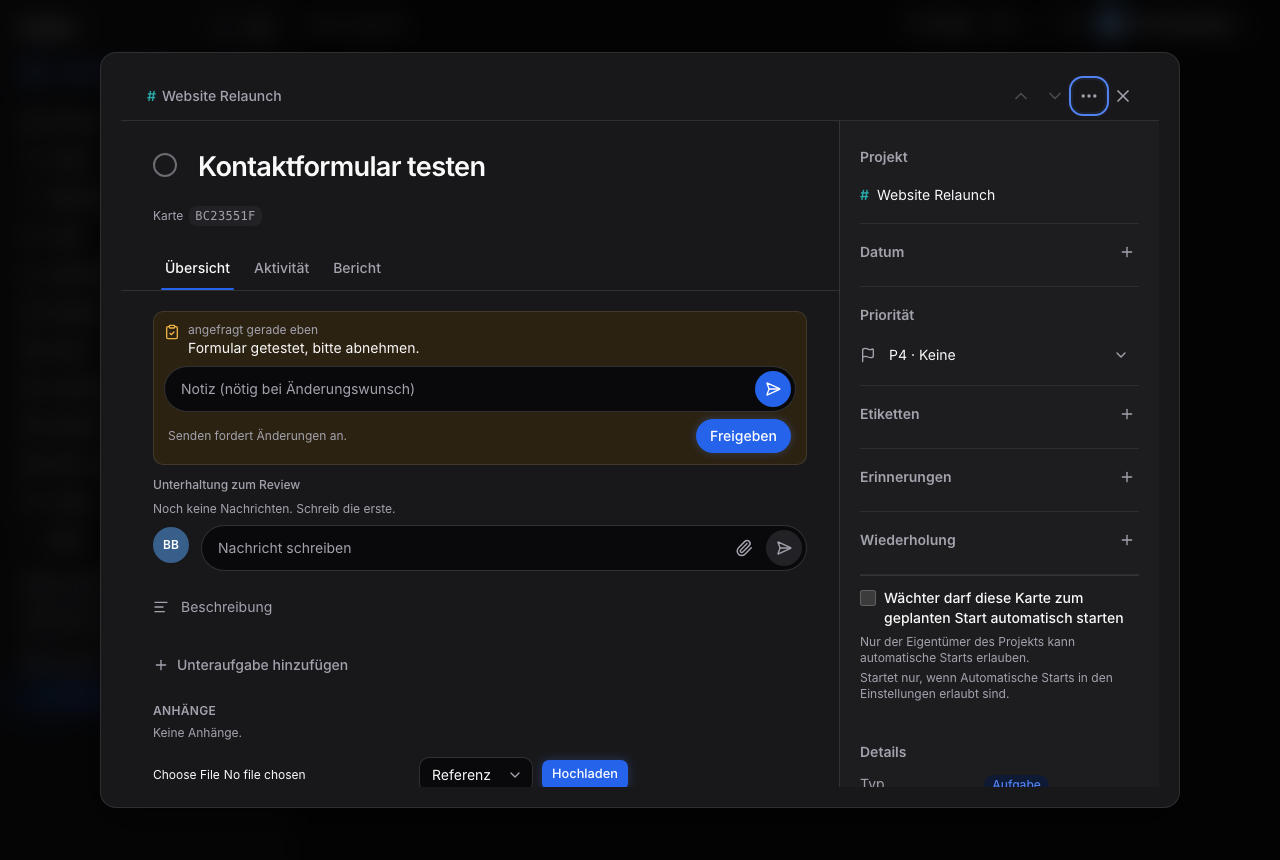 # Website Relaunch
Kontaktformular testen
Karte BC23551F
Übersicht Aktivität Bericht
angefragt gerade eben
Formular getestet, bitte abnehmen.
Notiz (nötig bei Änderungswunsch)
Senden fordert Änderungen an.
Freigeben
Unterhaltung zum Review
Noch keine Nachrichten. Schreib die erste.
BB
Nachricht schreiben
Beschreibung
Unteraufgabe hinzufügen
ANHÄNGE
Keine Anhänge.
Choose File No file chosen
Referenz
Hochladen
Projekt
# Website Relaunch
Datum
Priorität
P4 · Keine
Etiketten
Erinnerungen
Wiederholung
Wächter darf diese Karte zum
geplanten Start automatisch starten
Nur der Eigentümer des Projekts kann
automatische Starts erlauben.
Startet nur, wenn Automatische Starts in den
Einstellungen erlaubt sind.
Details
Typ
Aufgabe